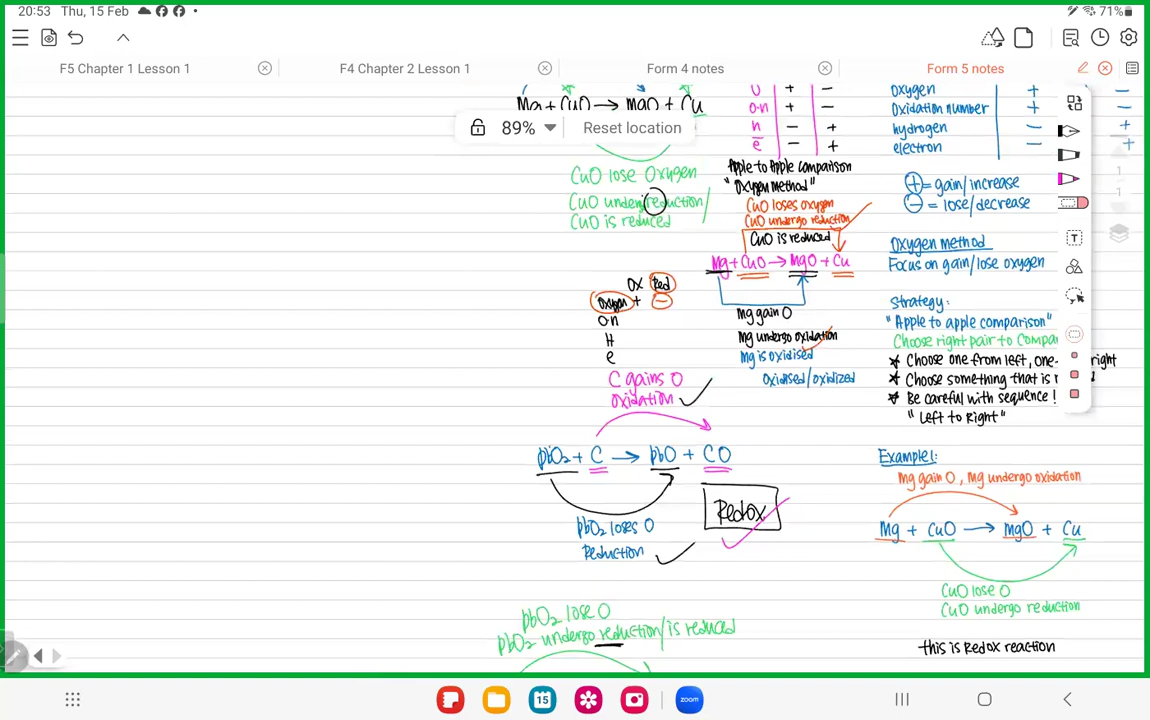 20:53 Thu, 15 Feb
71%
F5 Chapter 1 Lesson 1
F4 Chapter 2 Lesson 1
Form 4 notes
Form 5 notes
89%
Reset location
Mg + CuO → MgO + Cu
CuO lose Oxygen
CuO undergo reduction/
CuO is reduced
O + -
O.n + -
h - +
e - +
Apple to Apple comparison
"Oxygen Method"
CuO loses oxygen
CuO undergo reduction
CuO is reduced
Mg + CuO → MgO + Cu
Mg gain O
Mg undergo oxidation
Mg is oxidised
Oxidised/oxidized
OX Red
Oxygen + -
O.n
H
e
C gains O
oxidation
pbO₂ + C → pbO + CO
pbO₂ loses O
Reduction
Redox
pbO₂ lose O
pbO₂ undergo reduction/is reduced
Oxygen + -
Oxidation number + -
hydrogen - +
electron - +
+ = gain/increase
- = lose/decrease
Oxygen method
Focus on gain/lose oxygen
Strategy:
"Apple to apple comparison"
Choose right pair to Compa
* Choose one from left, one right
* Choose something that is
* Be careful with sequence!
"Left to Right"
Example1:
Mg gain O, Mg undergo oxidation
Mg + CuO → MgO + Cu
CuO lose O
CuO undergo reduction
this is Redox reaction
15
zoom